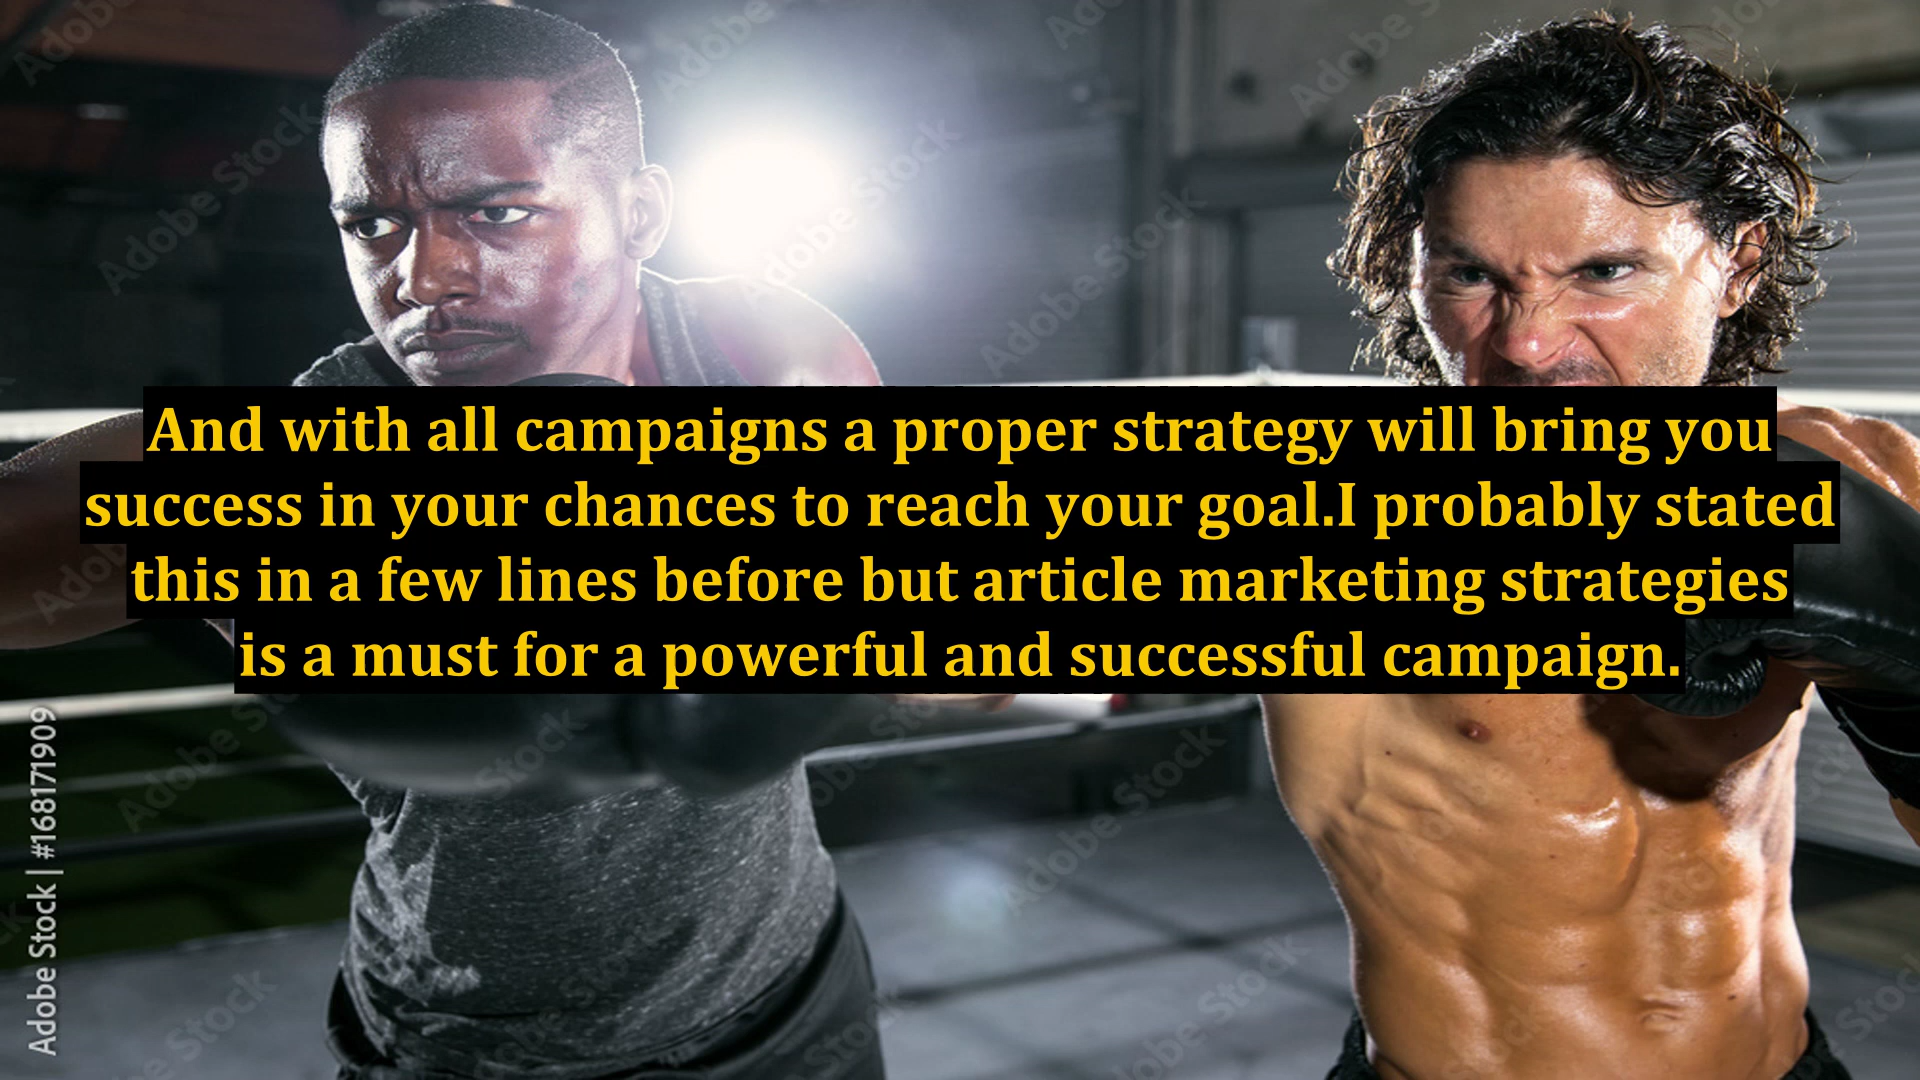 And with all campaigns a proper strategy will bring you
success in your chances to reach your goal.I probably stated
this in a few lines before but article marketing strategies
is a must for a powerful and successful campaign.
Adobe Stock | #168171909
Adobe Stock